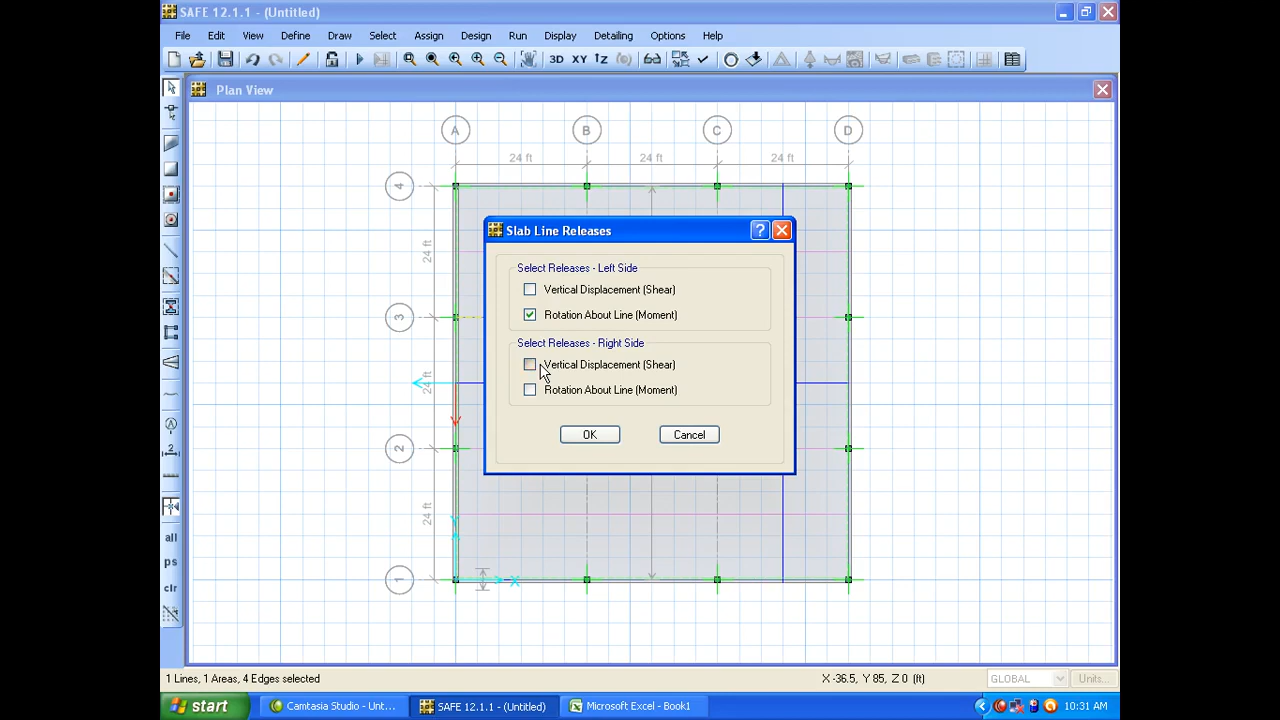 SAFE 12.1.1 - (Untitled)
File Edit View Define Draw Select Assign Design Run Display Detailing Options Help
3D XY
Plan View
A B C D
24 ft 24 ft 24 ft
4
24 ft
3
24 ft
2
24 ft
1
Y
X
Slab Line Releases
Select Releases - Left Side
Vertical Displacement (Shear)
Rotation About Line (Moment)
Select Releases - Right Side
Vertical Displacement (Shear)
Rotation About Line (Moment)
OK Cancel
all
ps
clr
1 Lines, 1 Areas, 4 Edges selected
X -36.5, Y 85, Z 0 (ft)
GLOBAL
Units...
start
Camtasia Studio - Unt...
SAFE 12.1.1 - (Untitled)
Microsoft Excel - Book1
10:31 AM